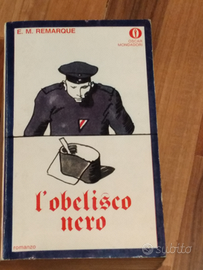 E. M. REMARQUE
OSCAR
MONDADORI
l'obelisco
nero
romanzo
subito